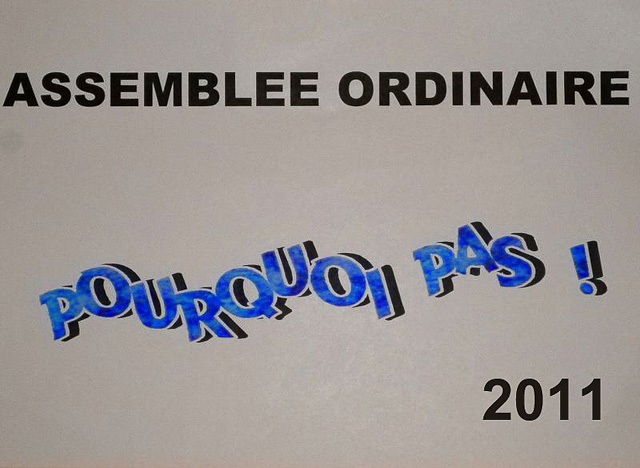 ASSEMBLEE ORDINAIRE
POURQUOI PAS !
2011